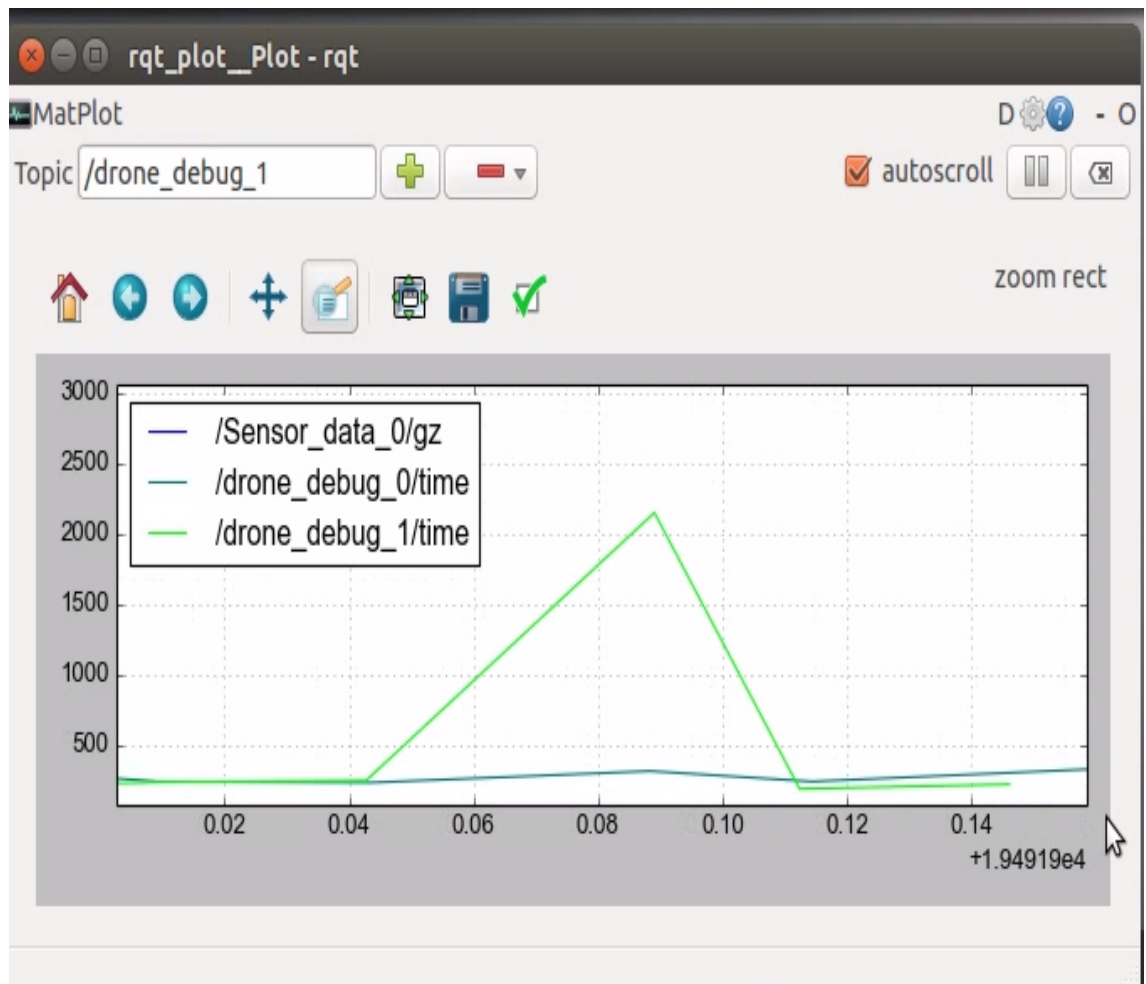 rqt_plot__Plot - rqt
MatPlot
D ? - O
Topic /drone_debug_1
autoscroll
zoom rect
3000
2500
2000
1500
1000
500
/Sensor_data_0/gz
/drone_debug_0/time
/drone_debug_1/time
0.02 0.04 0.06 0.08 0.10 0.12 0.14
+1.94919e4